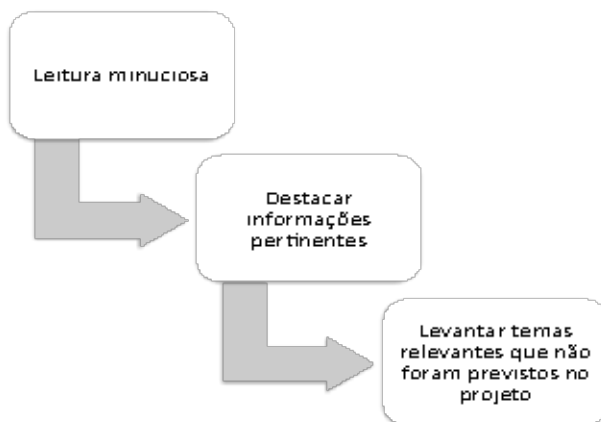 Leitura minuciosa
Destacar
informações
pertinentes
Levantar temas
relevantes que não
foram previstos no
projeto